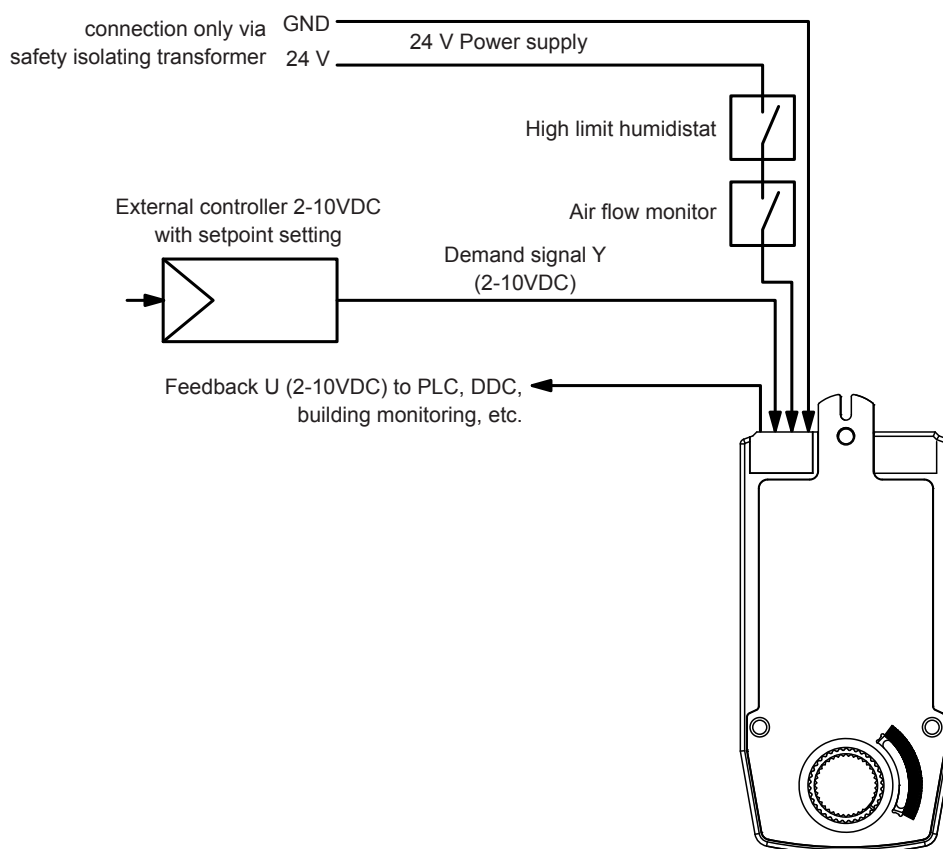 connection only via
safety isolating transformer
GND
24 V
24 V Power supply
High limit humidistat
Air flow monitor
External controller 2-10VDC
with setpoint setting
Demand signal Y
(2-10VDC)
Feedback U (2-10VDC) to PLC, DDC,
building monitoring, etc.